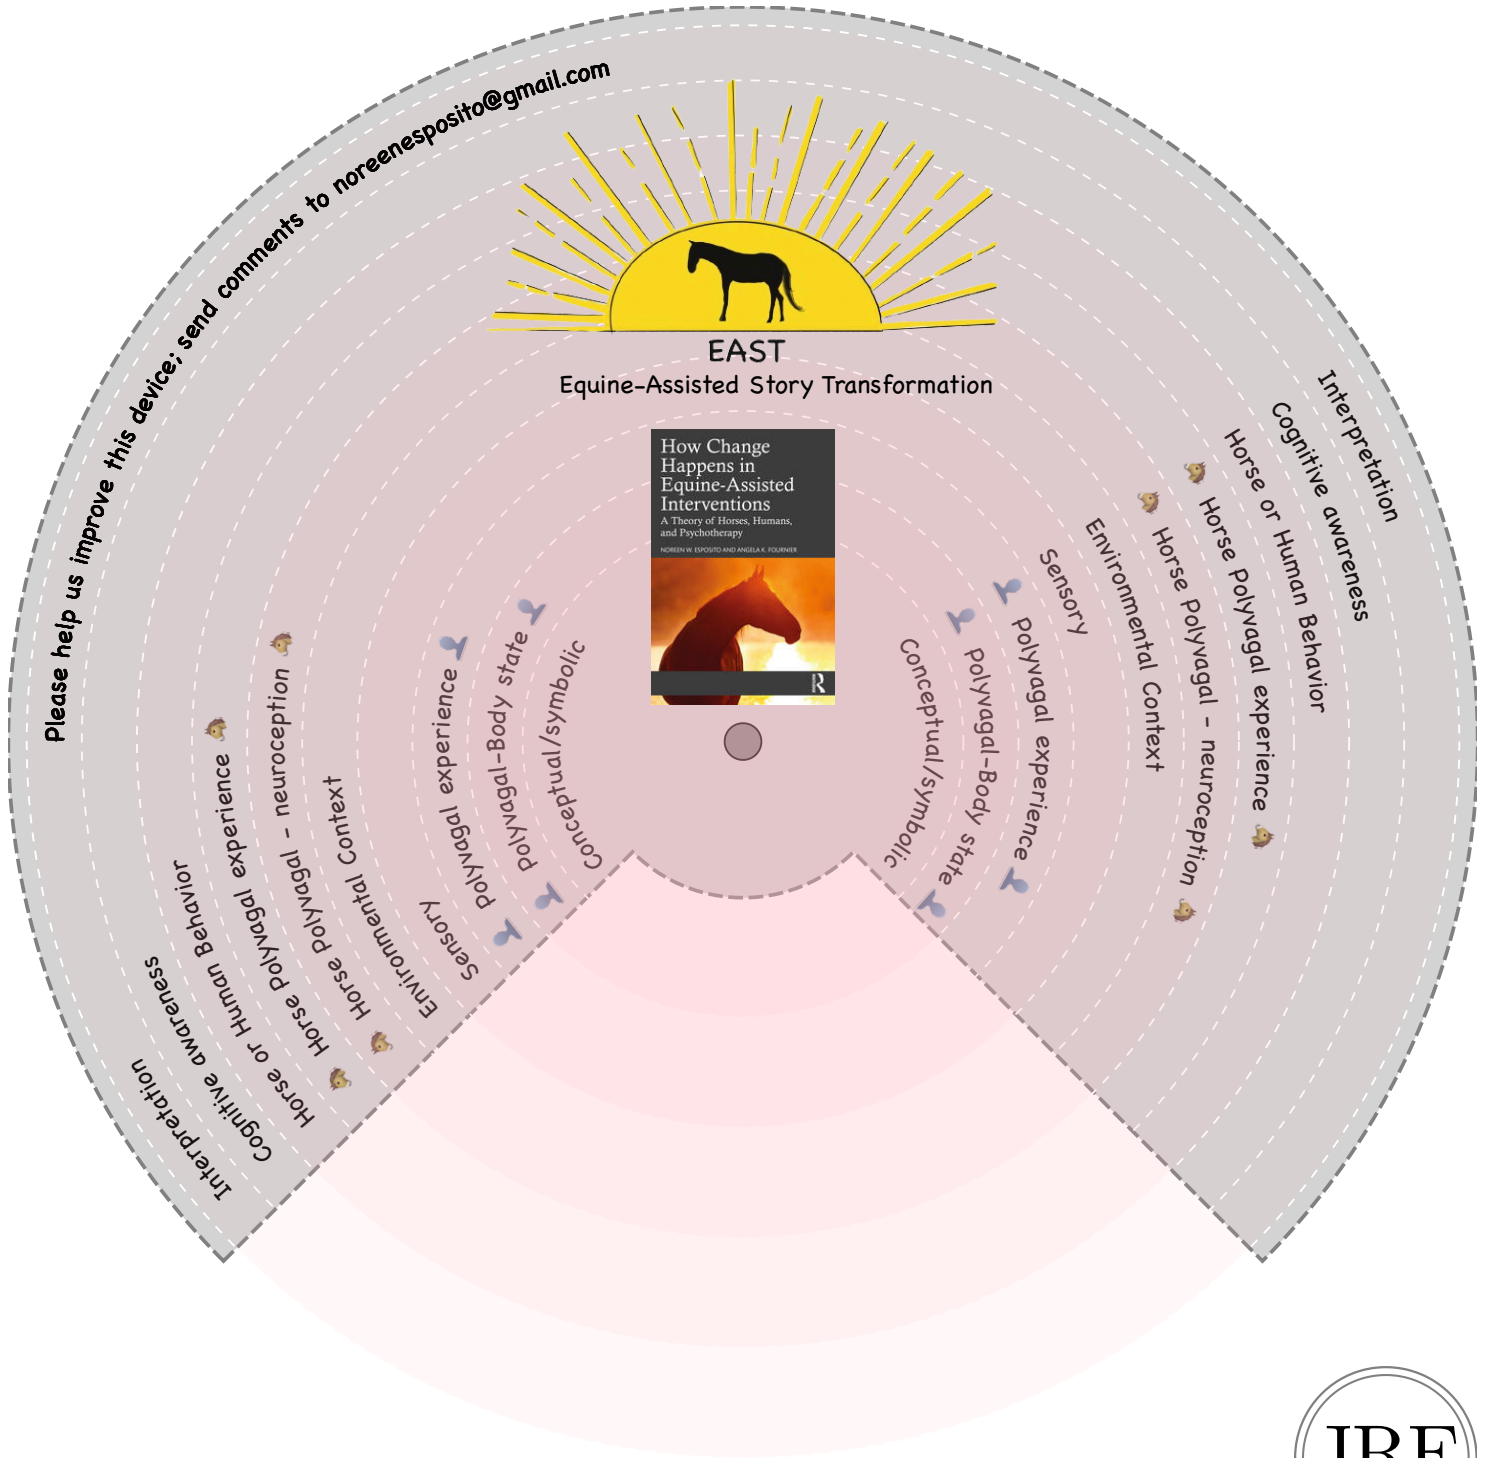 Please help us improve this device; send comments to noreenesposito@gmail.com
EAST
Equine-Assisted Story Transformation
How Change
Happens in
Equine-Assisted
Interventions
A Theory of Horses, Humans,
and Psychotherapy
NOREEN W. ESPOSITO AND ANGELA K. FOURNIER
R
Interpretation
Cognitive awareness
Horse or Human Behavior
Horse Polyvagal experience
Horse Polyvagal - neuroception
Environmental Context
Sensory
Polyvagal experience
Polyvagal-Body state
Conceptual/symbolic
Conceptual/symbolic
Polyvagal-Body state
Polyvagal experience
Sensory
Environmental Context
Horse Polyvagal - neuroception
Horse Polyvagal experience
Horse or Human Behavior
Cognitive awareness
Interpretation